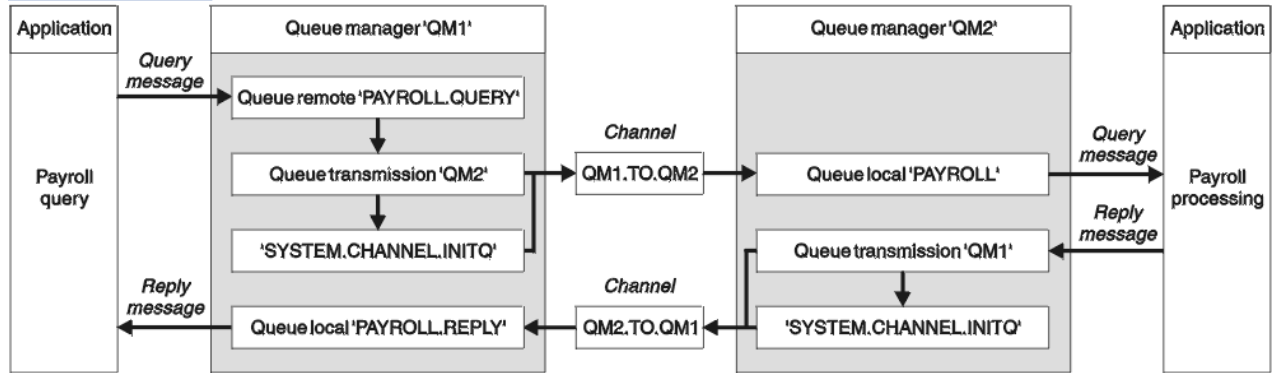 Application
Queue manager 'QM1'
Queue manager 'QM2'
Application
Query
message
Queue remote 'PAYROLL.QUERY'
Channel
Query
message
Payroll
query
Queue transmission 'QM2'
QM1.TO.QM2
Queue local 'PAYROLL'
Payroll
processing
Reply
message
'SYSTEM.CHANNEL.INITQ'
Queue transmission 'QM1'
Reply
message
Channel
Queue local 'PAYROLL.REPLY'
QM2.TO.QM1
'SYSTEM.CHANNEL.INITQ'